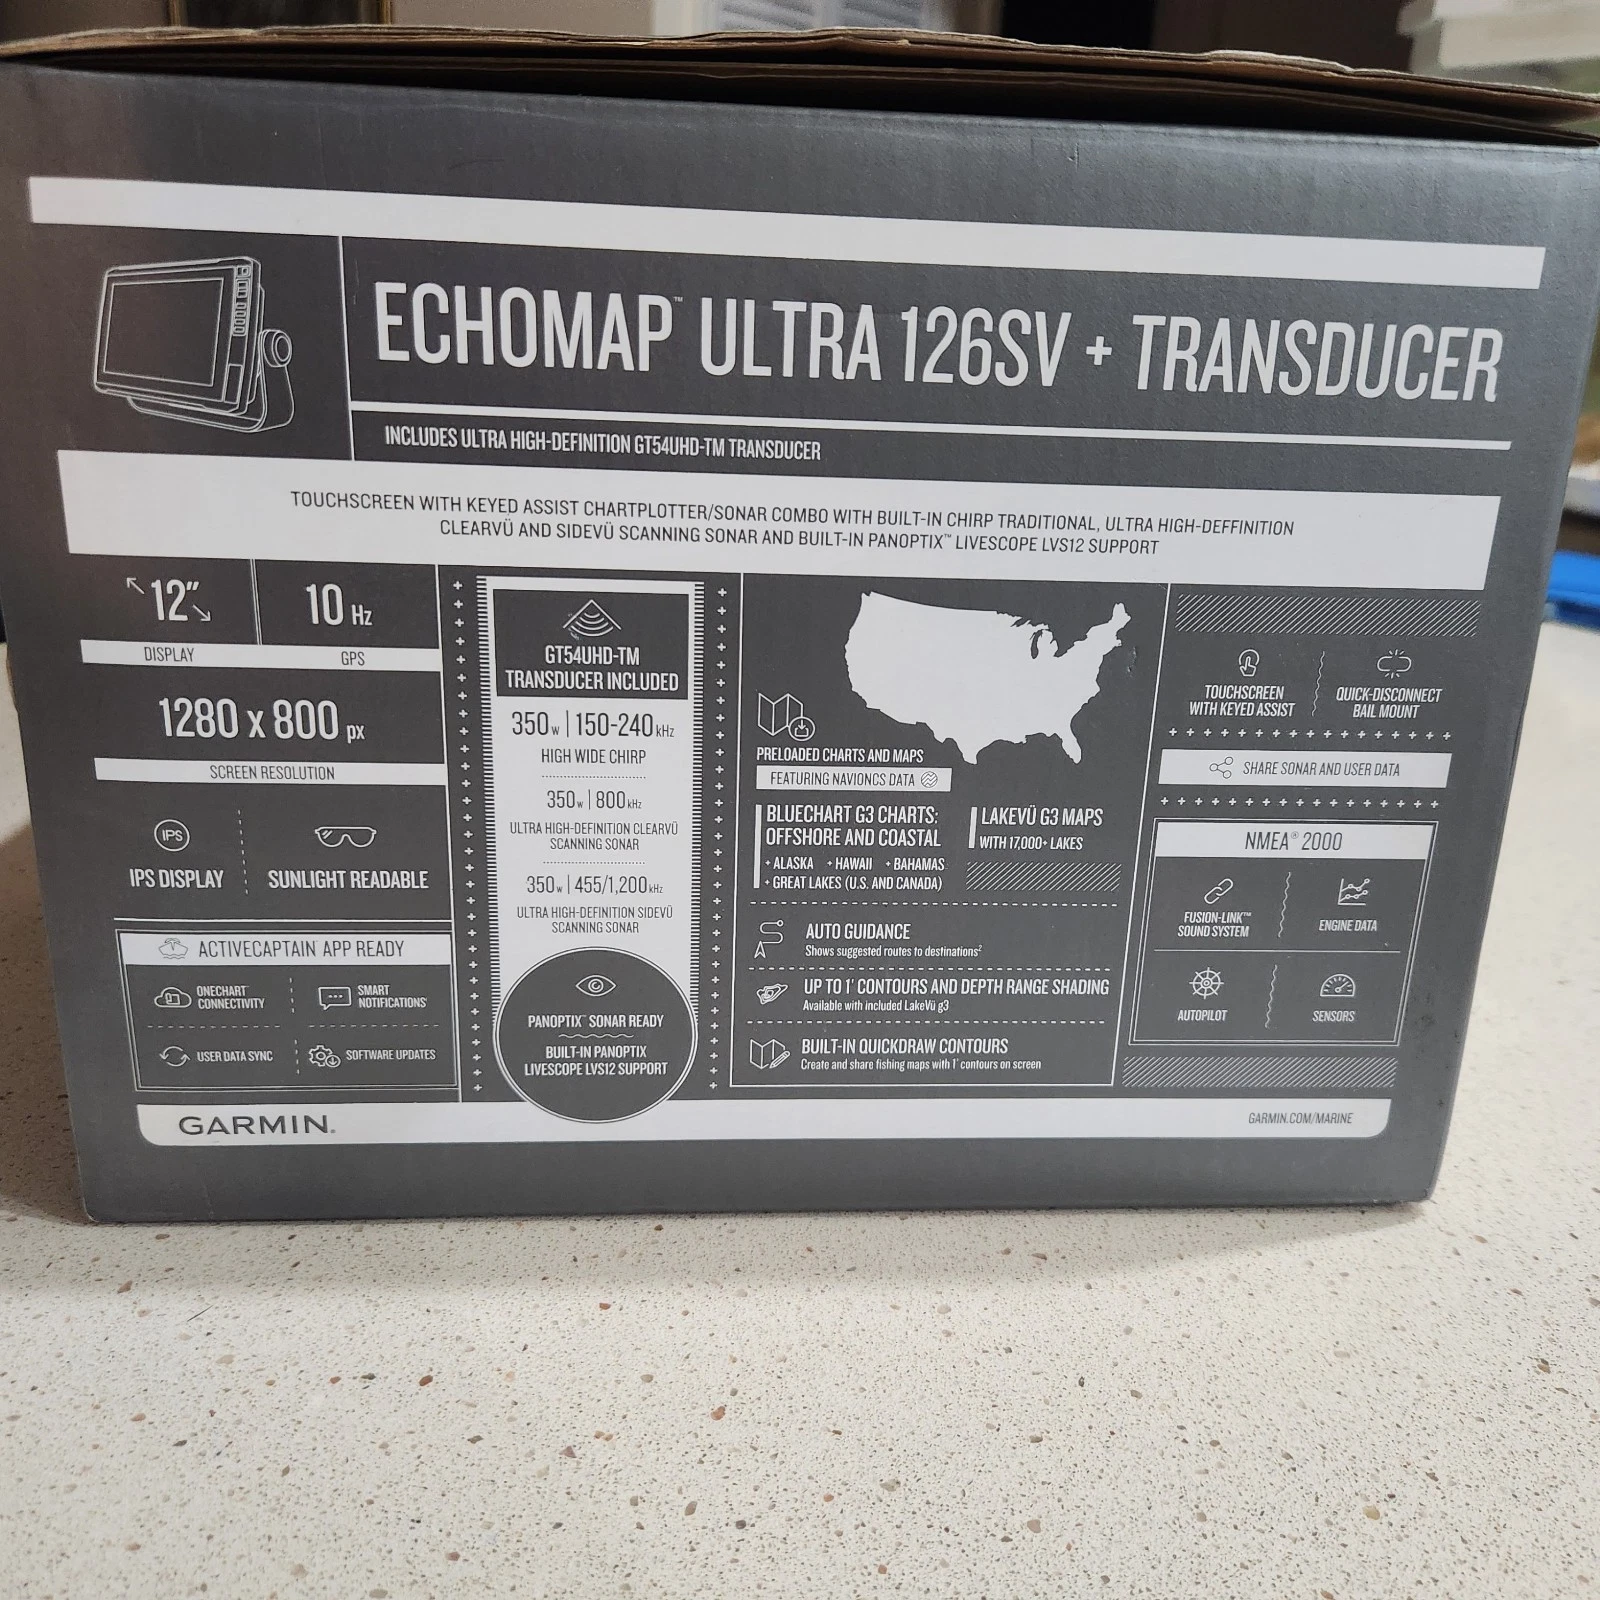 ECHOMAP™ ULTRA 126SV + TRANSDUCER
INCLUDES ULTRA HIGH-DEFINITION GT54UHD-TM TRANSDUCER
TOUCHSCREEN WITH KEYED ASSIST CHARTPLOTTER/SONAR COMBO WITH BUILT-IN CHIRP TRADITIONAL, ULTRA HIGH-DEFFINITION
CLEARVÜ AND SIDEVÜ SCANNING SONAR AND BUILT-IN PANOPTIX™ LIVESCOPE LVS12 SUPPORT
12"
DISPLAY
10 Hz
GPS
1280 x 800 px
SCREEN RESOLUTION
IPS
IPS DISPLAY
SUNLIGHT READABLE
ACTIVECAPTAIN APP READY
ONECHART™
CONNECTIVITY
SMART
NOTIFICATIONS
USER DATA SYNC
SOFTWARE UPDATES
GT54UHD-TM
TRANSDUCER INCLUDED
350w | 150-240kHz
HIGH WIDE CHIRP
350w | 800kHz
ULTRA HIGH-DEFINITION CLEARVÜ
SCANNING SONAR
350w | 455/1,200kHz
ULTRA HIGH-DEFINITION SIDEVÜ
SCANNING SONAR
PANOPTIX™ SONAR READY
BUILT-IN PANOPTIX
LIVESCOPE LVS12 SUPPORT
PRELOADED CHARTS AND MAPS
FEATURING NAVIONCS DATA
BLUECHART G3 CHARTS:
OFFSHORE AND COASTAL
+ ALASKA + HAWAII + BAHAMAS
+ GREAT LAKES (U.S. AND CANADA)
LAKEVÜ G3 MAPS
WITH 17,000+ LAKES
AUTO GUIDANCE
Shows suggested routes to destinations²
UP TO 1' CONTOURS AND DEPTH RANGE SHADING
Available with included LakeVü g3
BUILT-IN QUICKDRAW CONTOURS
Create and share fishing maps with 1' contours on screen
TOUCHSCREEN
WITH KEYED ASSIST
QUICK-DISCONNECT
BAIL MOUNT
SHARE SONAR AND USER DATA
NMEA® 2000
FUSION-LINK™
SOUND SYSTEM
ENGINE DATA
AUTOPILOT
SENSORS
GARMIN.
GARMIN.COM/MARINE